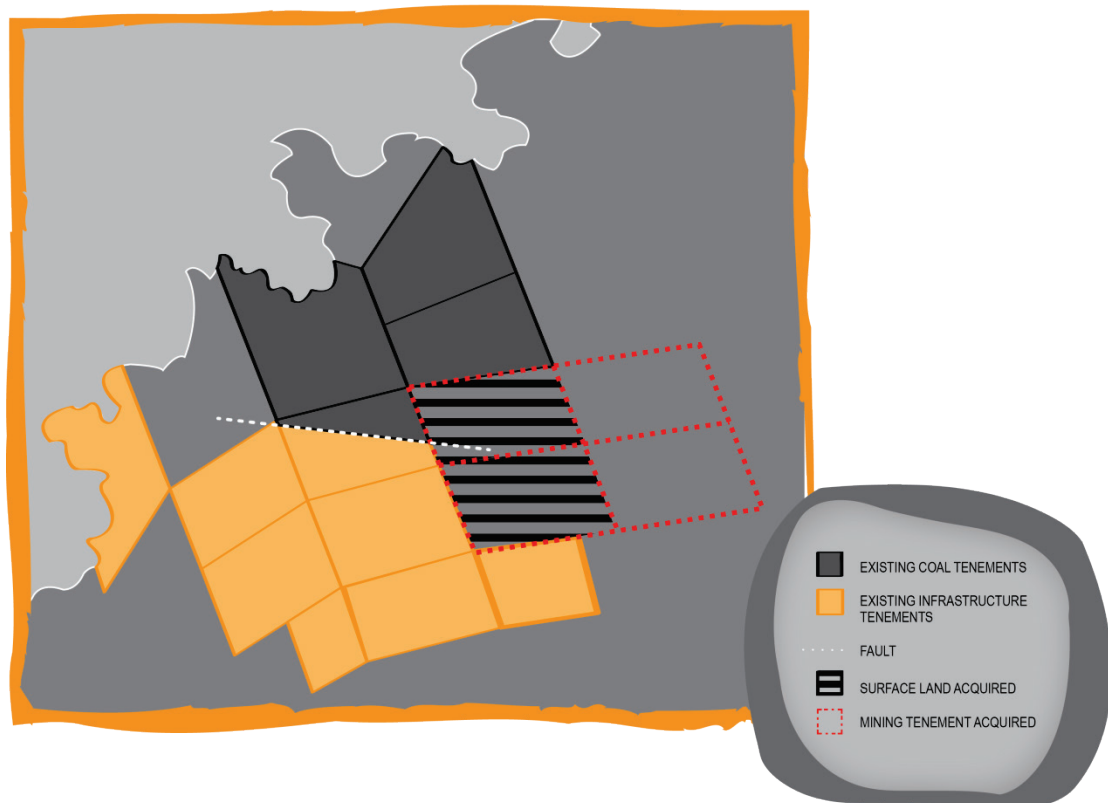 EXISTING COAL TENEMENTS
EXISTING INFRASTRUCTURE
TENEMENTS
FAULT
SURFACE LAND ACQUIRED
MINING TENEMENT ACQUIRED